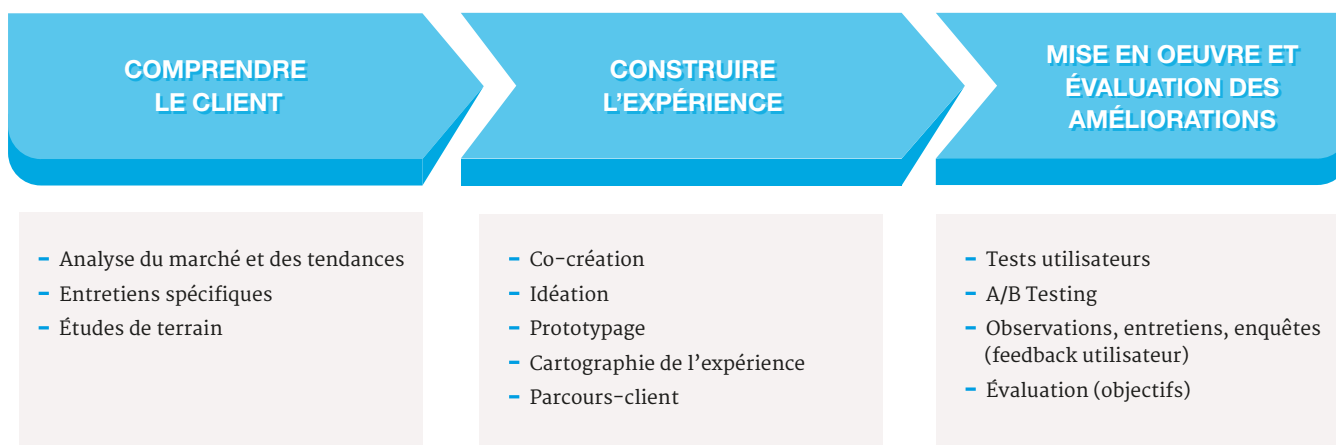 COMPRENDRE
LE CLIENT
CONSTRUIRE
L’EXPÉRIENCE
MISE EN OEUVRE ET
ÉVALUATION DES
AMÉLIORATIONS
– Analyse du marché et des tendances
– Entretiens spécifiques
– Études de terrain
– Co-création
– Idéation
– Prototypage
– Cartographie de l’expérience
– Parcours-client
– Tests utilisateurs
– A/B Testing
– Observations, entretiens, enquêtes
(feedback utilisateur)
– Évaluation (objectifs)